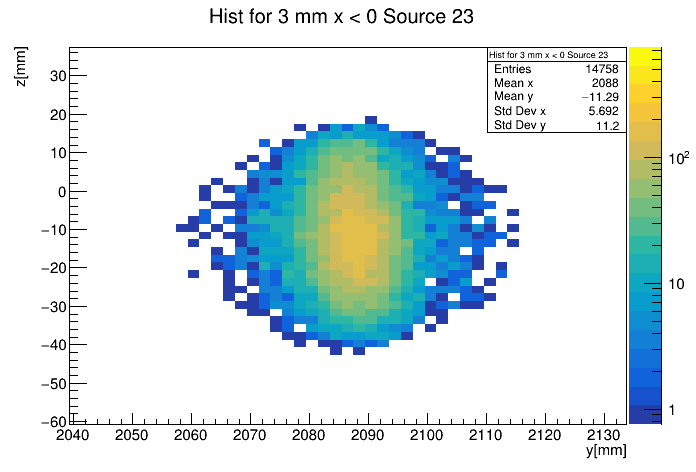 Hist for 3 mm x < 0 Source 23
z[mm]
Hist for 3 mm x < 0 Source 23
Entries 14758
Mean x 2088
Mean y −11.29
Std Dev x 5.692
Std Dev y 11.2
30
20
10
0
−10
−20
−30
−40
−50
−60
10²
10
1
2040 2050 2060 2070 2080 2090 2100 2110 2120 2130
y[mm]